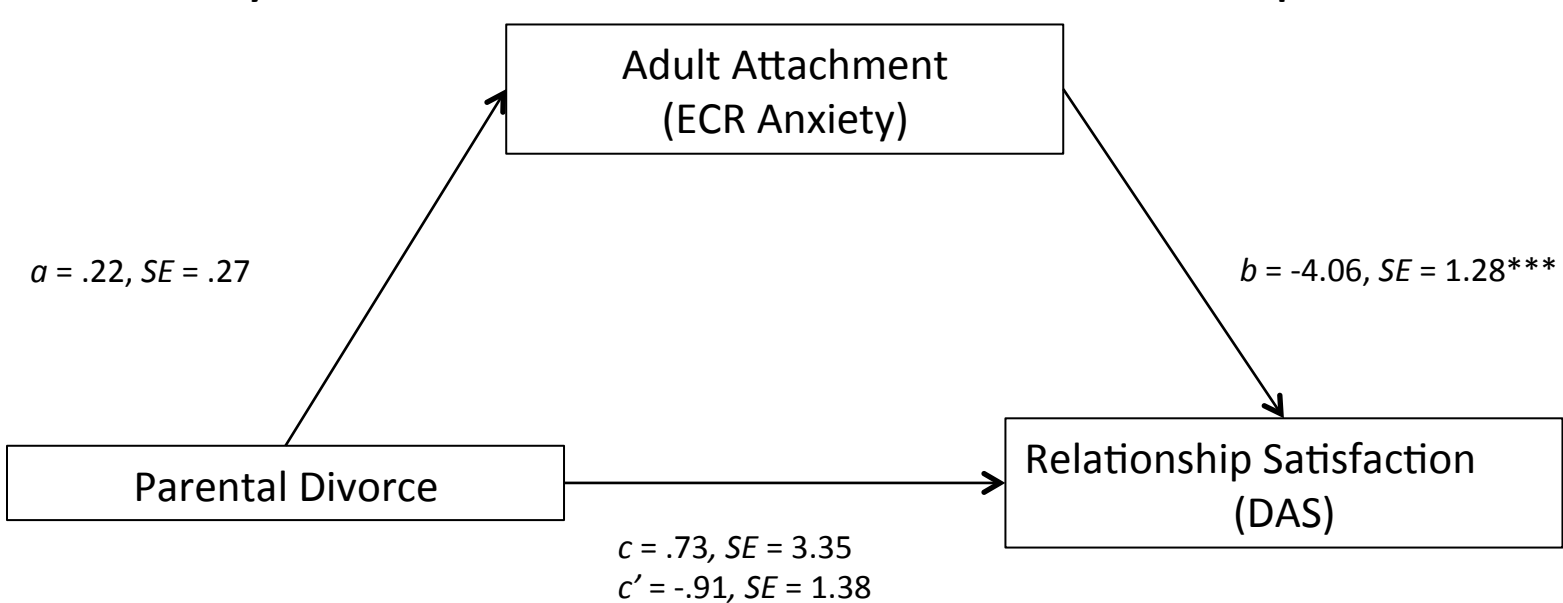 Adult Attachment
(ECR Anxiety)
a = .22, SE = .27
b = -4.06, SE = 1.28***
Parental Divorce
Relationship Satisfaction
(DAS)
c = .73, SE = 3.35
c’ = -.91, SE = 1.38